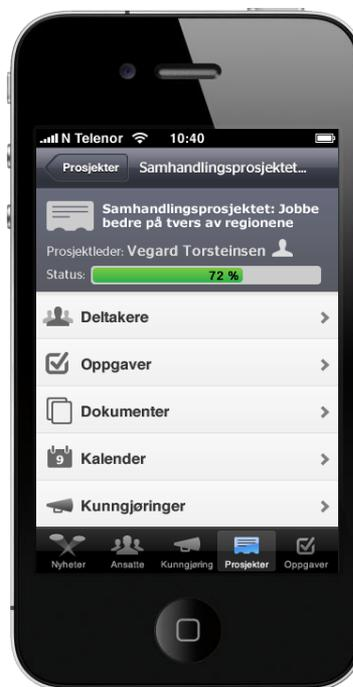 N Telenor 10:40
Prosjekter Samhandlingsprosjektet...
Samhandlingsprosjektet: Jobbe
bedre på tvers av regionene
Prosjektleder: Vegard Torsteinsen
Status: 72 %
Deltakere
Oppgaver
Dokumenter
9 Kalender
Kunngjøringer
Nyheter Ansatte Kunngjøring Prosjekter Oppgaver